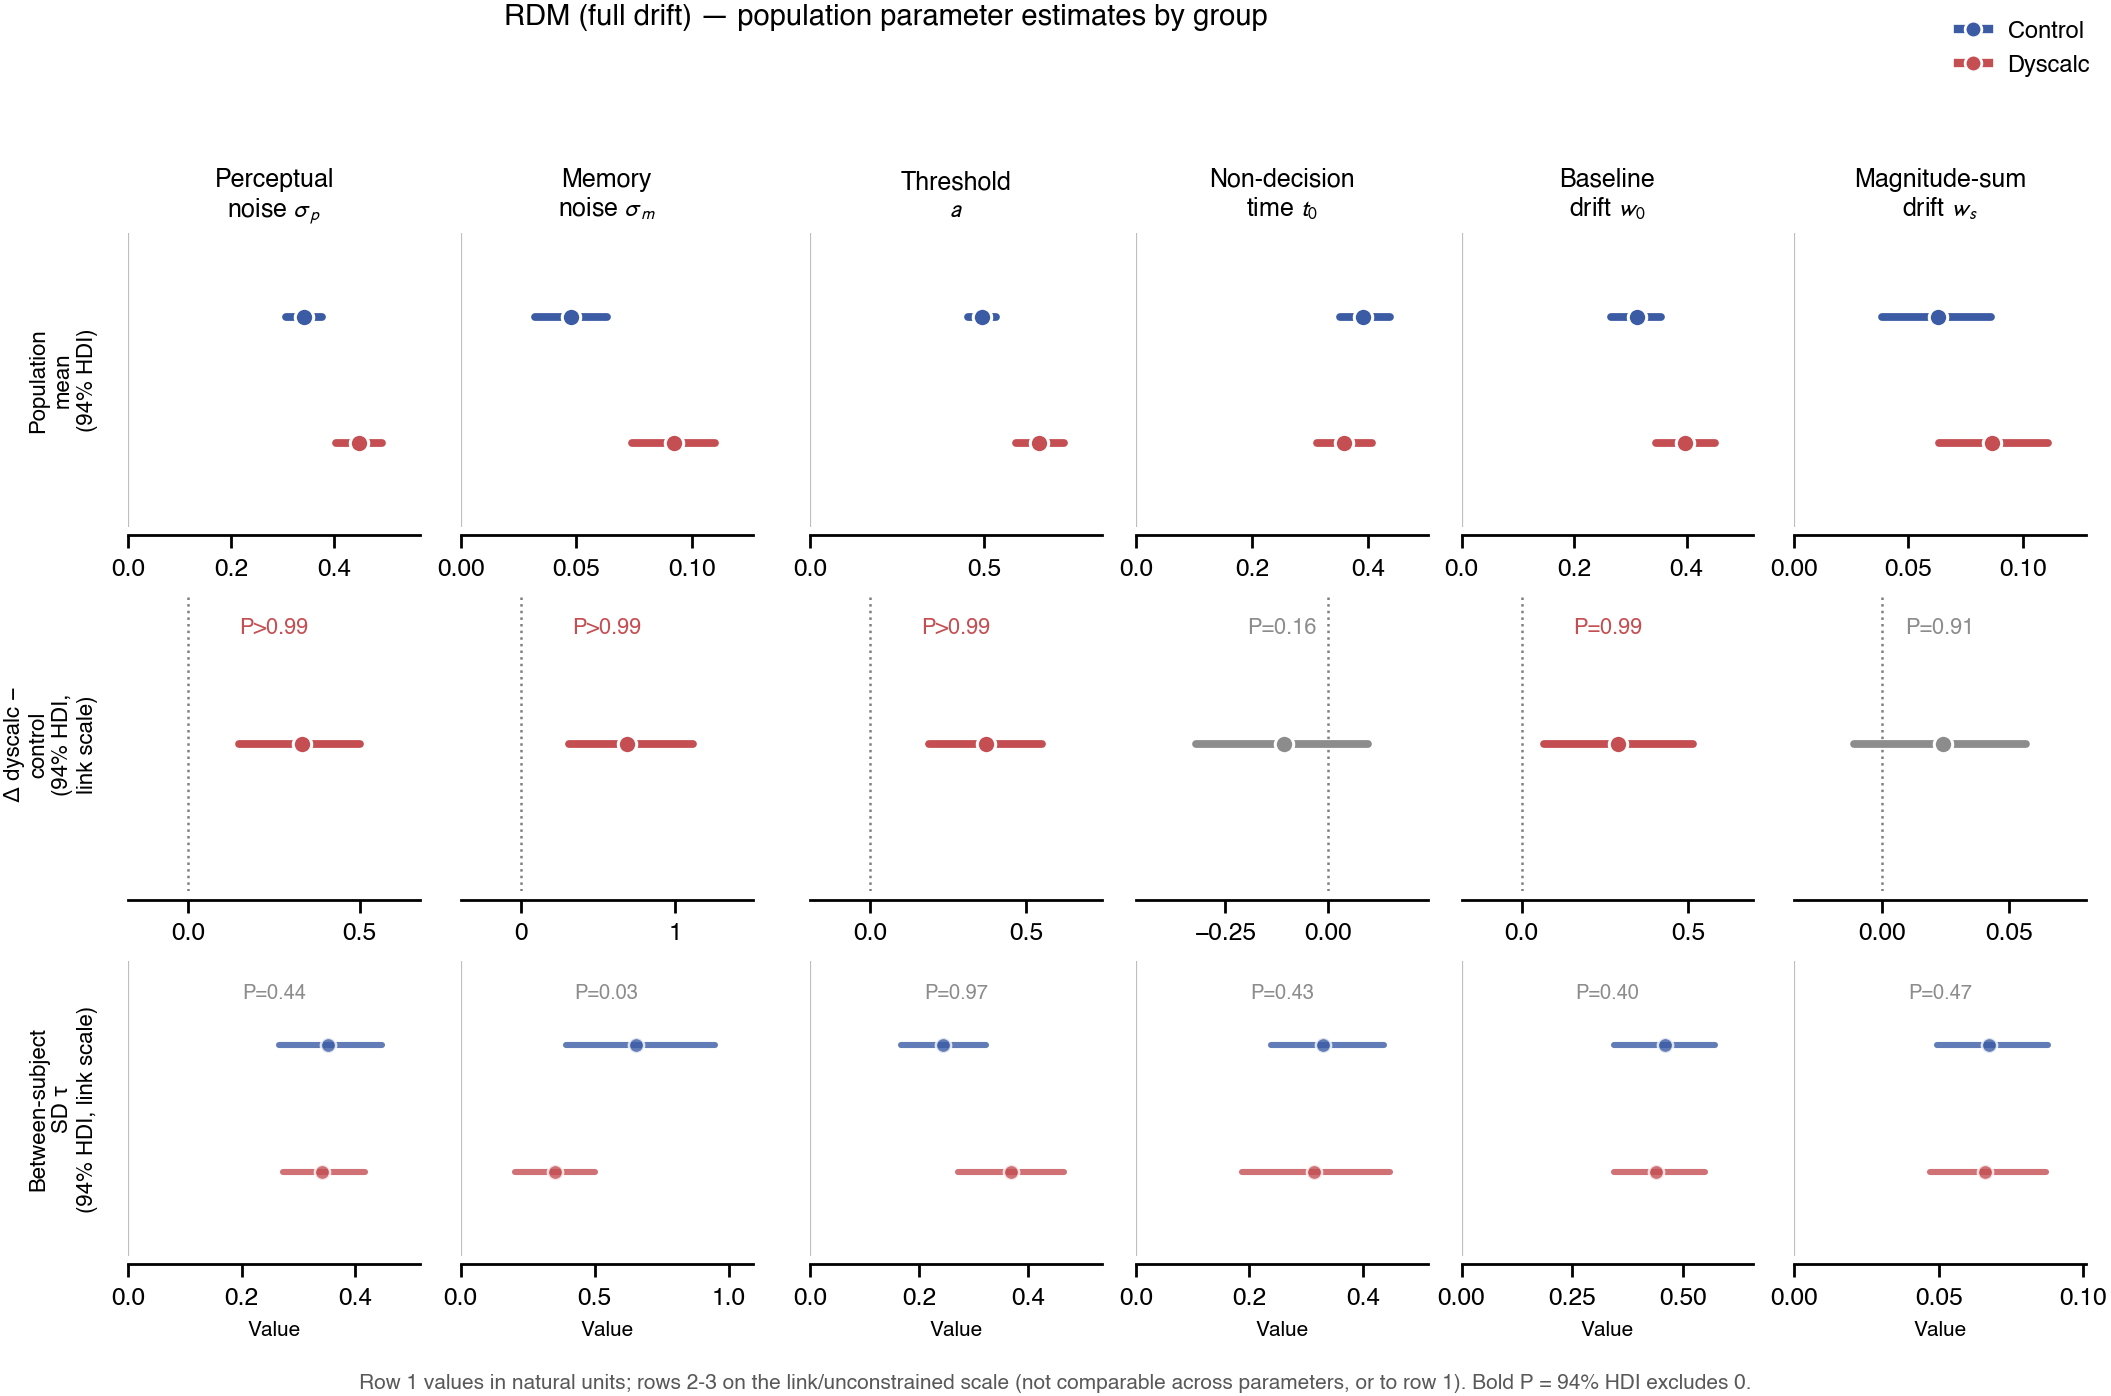 RDM (full drift) — population parameter estimates by group
Control
Dyscalc
Perceptual
noise σp
Memory
noise σm
Threshold
a
Non-decision
time t0
Baseline
drift w0
Magnitude-sum
drift ws
Population
mean
(94% HDI)
0.0 0.2 0.4
0.00 0.05 0.10
0.0 0.5
0.0 0.2 0.4
0.0 0.2 0.4
0.00 0.05 0.10
Δ dyscalc −
control
(94% HDI,
link scale)
P>0.99
P>0.99
P>0.99
P=0.16
P=0.99
P=0.91
0.0 0.5
0 1
0.0 0.5
−0.25 0.00
0.0 0.5
0.00 0.05
Between-subject
SD τ
(94% HDI, link scale)
P=0.44
P=0.03
P=0.97
P=0.43
P=0.40
P=0.47
0.0 0.2 0.4
0.0 0.5 1.0
0.0 0.2 0.4
0.0 0.2 0.4
0.00 0.25 0.50
0.00 0.05 0.10
Value
Value
Value
Value
Value
Value
Row 1 values in natural units; rows 2-3 on the link/unconstrained scale (not comparable across parameters, or to row 1). Bold P = 94% HDI excludes 0.